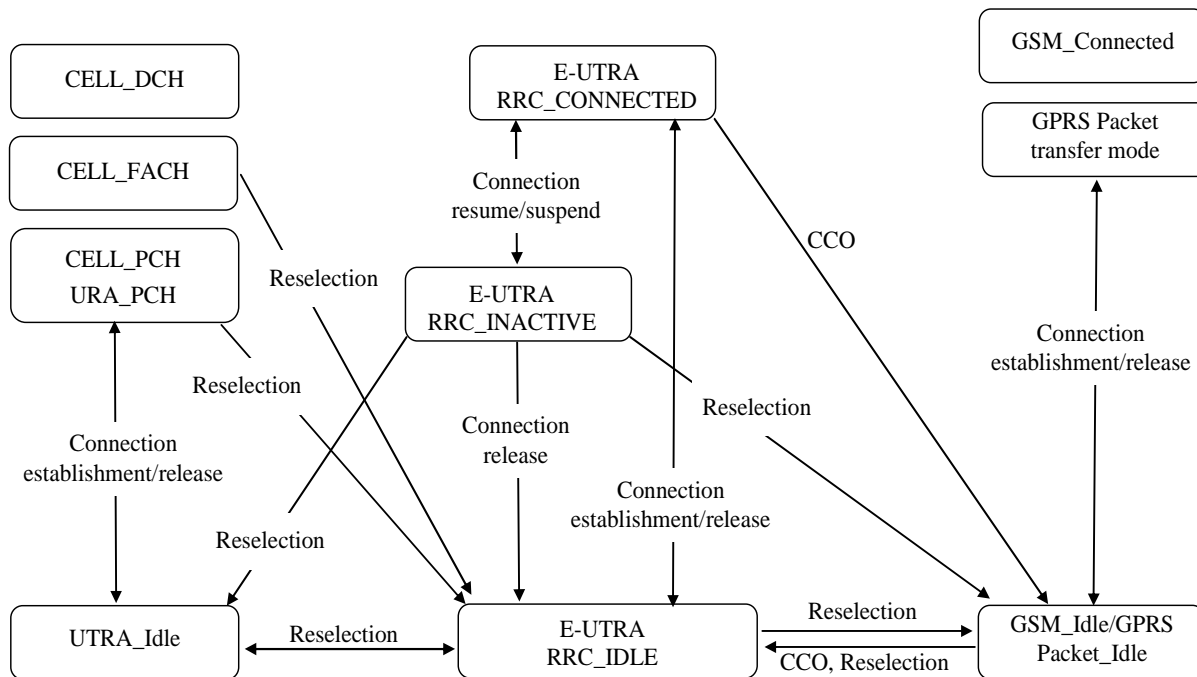 GSM_Connected
CELL_DCH
E-UTRA
RRC_CONNECTED
GPRS Packet
transfer mode
CELL_FACH
Connection
resume/suspend
CCO
CELL_PCH
URA_PCH
Reselection
E-UTRA
RRC_INACTIVE
Connection
establishment/release
Reselection
Reselection
Connection
release
Connection
establishment/release
Connection
establishment/release
Reselection
UTRA_Idle
Reselection
E-UTRA
RRC_IDLE
Reselection
CCO, Reselection
GSM_Idle/GPRS
Packet_Idle